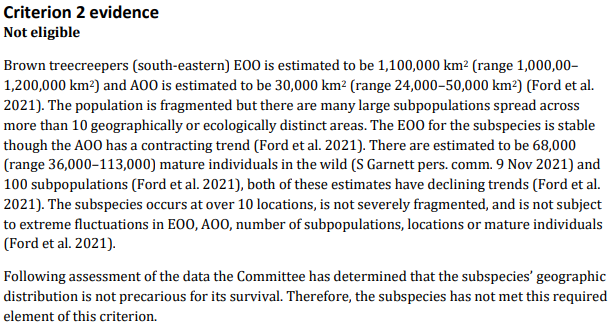 Criterion 2 evidence
Not eligible
Brown treecreepers (south-eastern) EOO is estimated to be 1,100,000 km² (range 1,000,00–
1,200,000 km²) and AOO is estimated to be 30,000 km² (range 24,000–50,000 km²) (Ford et al.
2021). The population is fragmented but there are many large subpopulations spread across
more than 10 geographically or ecologically distinct areas. The EOO for the subspecies is stable
though the AOO has a contracting trend (Ford et al. 2021). There are estimated to be 68,000
(range 36,000–113,000) mature individuals in the wild (S Garnett pers. comm. 9 Nov 2021) and
100 subpopulations (Ford et al. 2021), both of these estimates have declining trends (Ford et al.
2021). The subspecies occurs at over 10 locations, is not severely fragmented, and is not subject
to extreme fluctuations in EOO, AOO, number of subpopulations, locations or mature individuals
(Ford et al. 2021).
Following assessment of the data the Committee has determined that the subspecies' geographic
distribution is not precarious for its survival. Therefore, the subspecies has not met this required
element of this criterion.